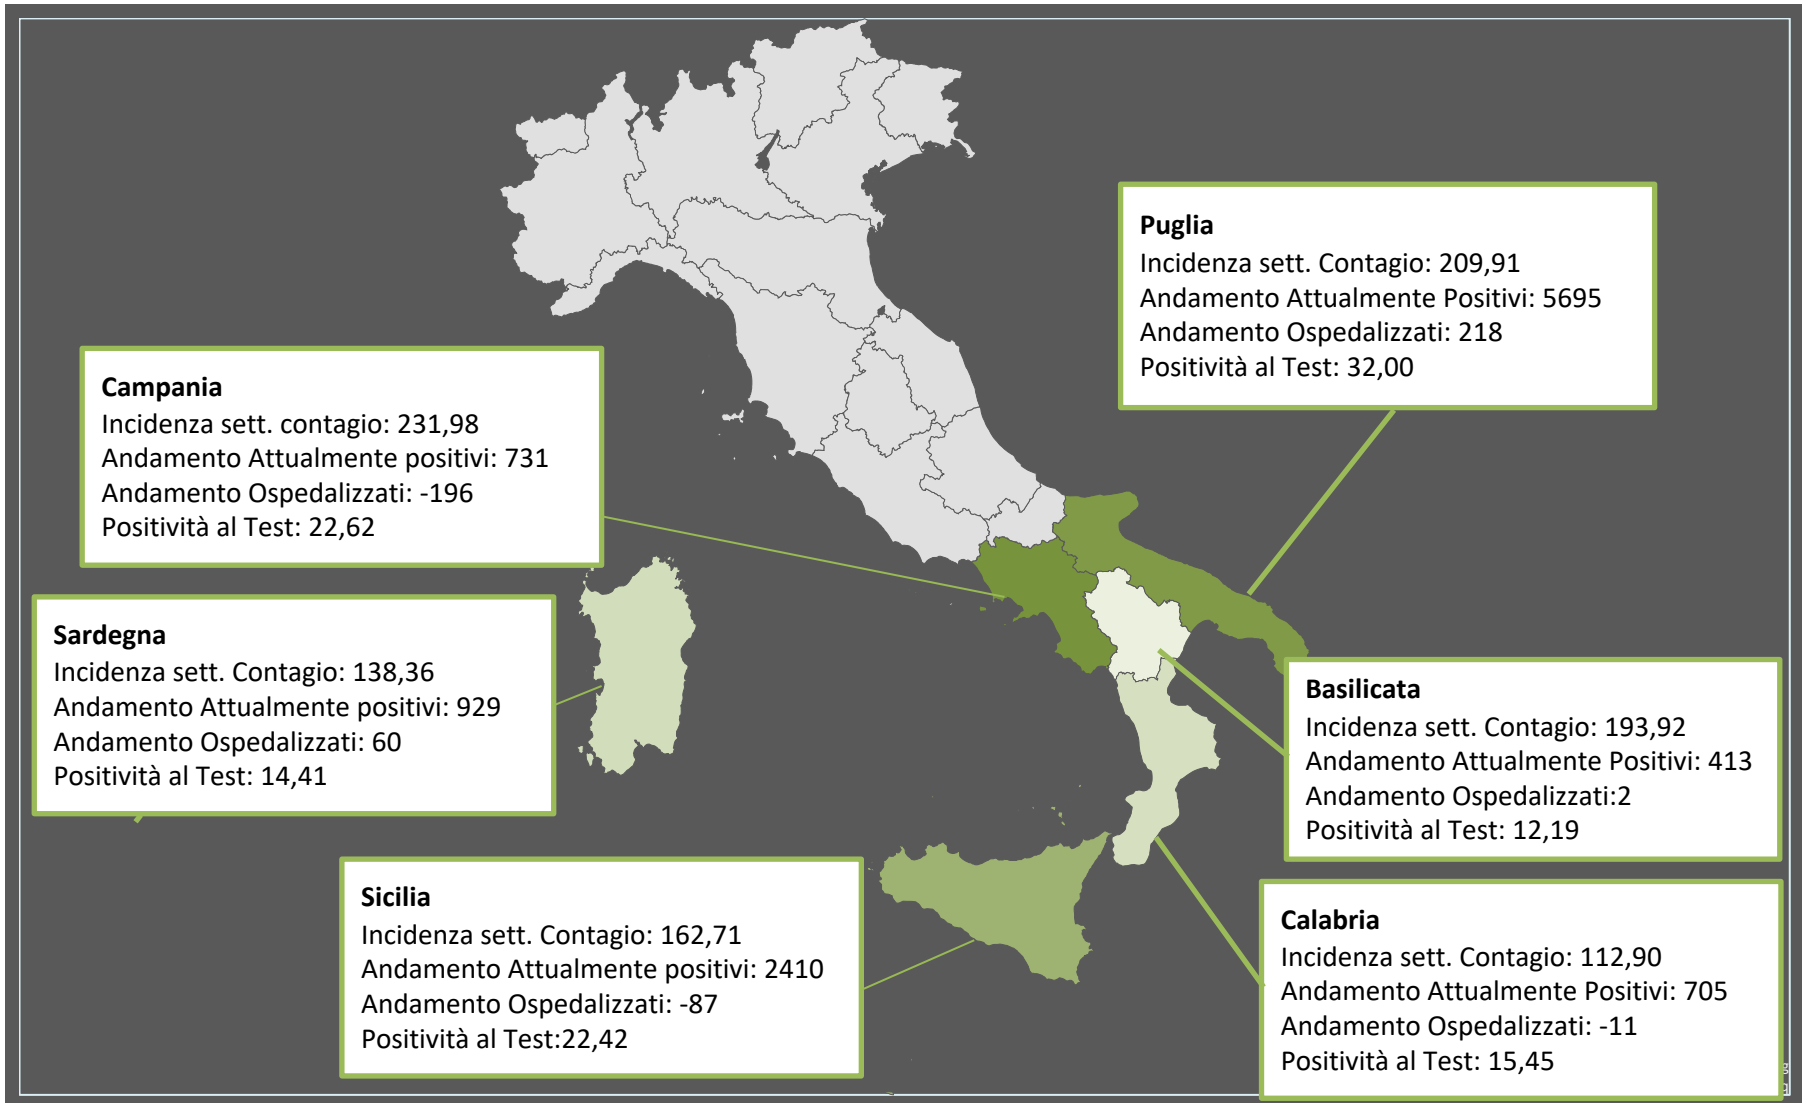 Puglia
Incidenza sett. Contagio: 209,91
Andamento Attualmente Positivi: 5695
Andamento Ospedalizzati: 218
Positività al Test: 32,00
Campania
Incidenza sett. contagio: 231,98
Andamento Attualmente positivi: 731
Andamento Ospedalizzati: -196
Positività al Test: 22,62
Sardegna
Incidenza sett. Contagio: 138,36
Andamento Attualmente positivi: 929
Andamento Ospedalizzati: 60
Positività al Test: 14,41
Basilicata
Incidenza sett. Contagio: 193,92
Andamento Attualmente Positivi: 413
Andamento Ospedalizzati:2
Positività al Test: 12,19
Sicilia
Incidenza sett. Contagio: 162,71
Andamento Attualmente positivi: 2410
Andamento Ospedalizzati: -87
Positività al Test:22,42
Calabria
Incidenza sett. Contagio: 112,90
Andamento Attualmente Positivi: 705
Andamento Ospedalizzati: -11
Positività al Test: 15,45